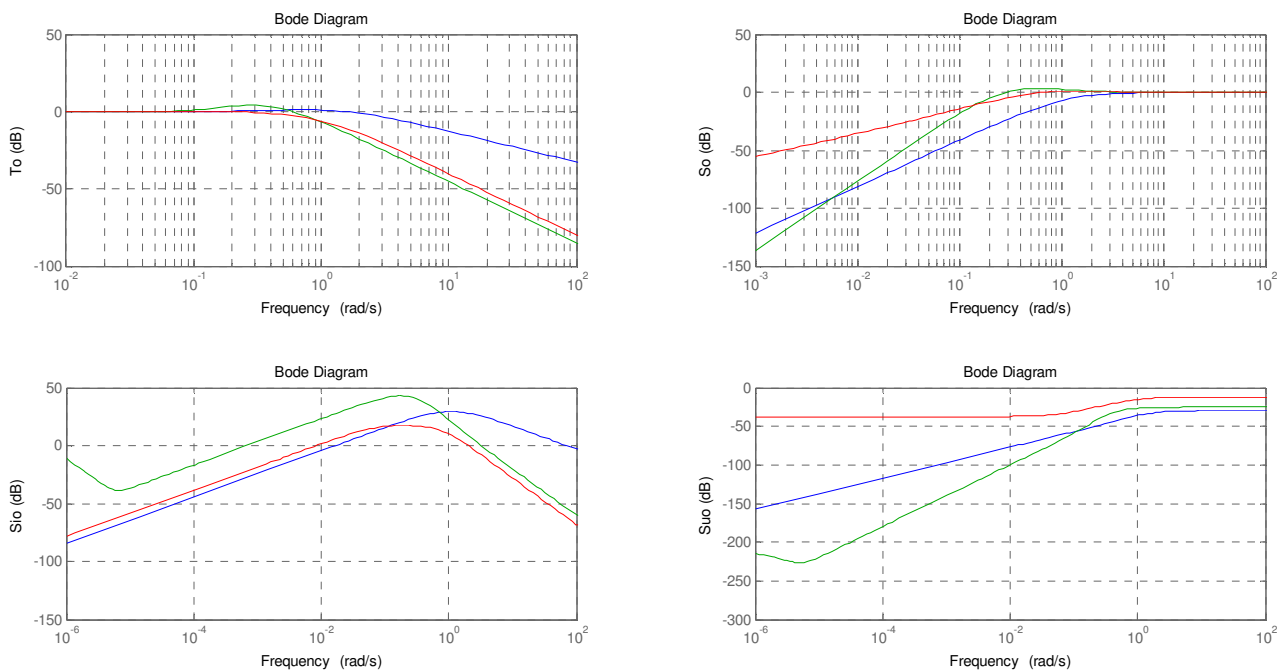 Bode Diagram
50
0
-50
-100
To (dB)
10^-2 10^-1 10^0 10^1 10^2
Frequency (rad/s)
Bode Diagram
50
0
-50
-100
-150
So (dB)
10^-3 10^-2 10^-1 10^0 10^1 10^2
Frequency (rad/s)
Bode Diagram
50
0
-50
-100
-150
Sio (dB)
10^-6 10^-4 10^-2 10^0 10^2
Frequency (rad/s)
Bode Diagram
0
-50
-100
-150
-200
-250
-300
Suo (dB)
10^-6 10^-4 10^-2 10^0 10^2
Frequency (rad/s)